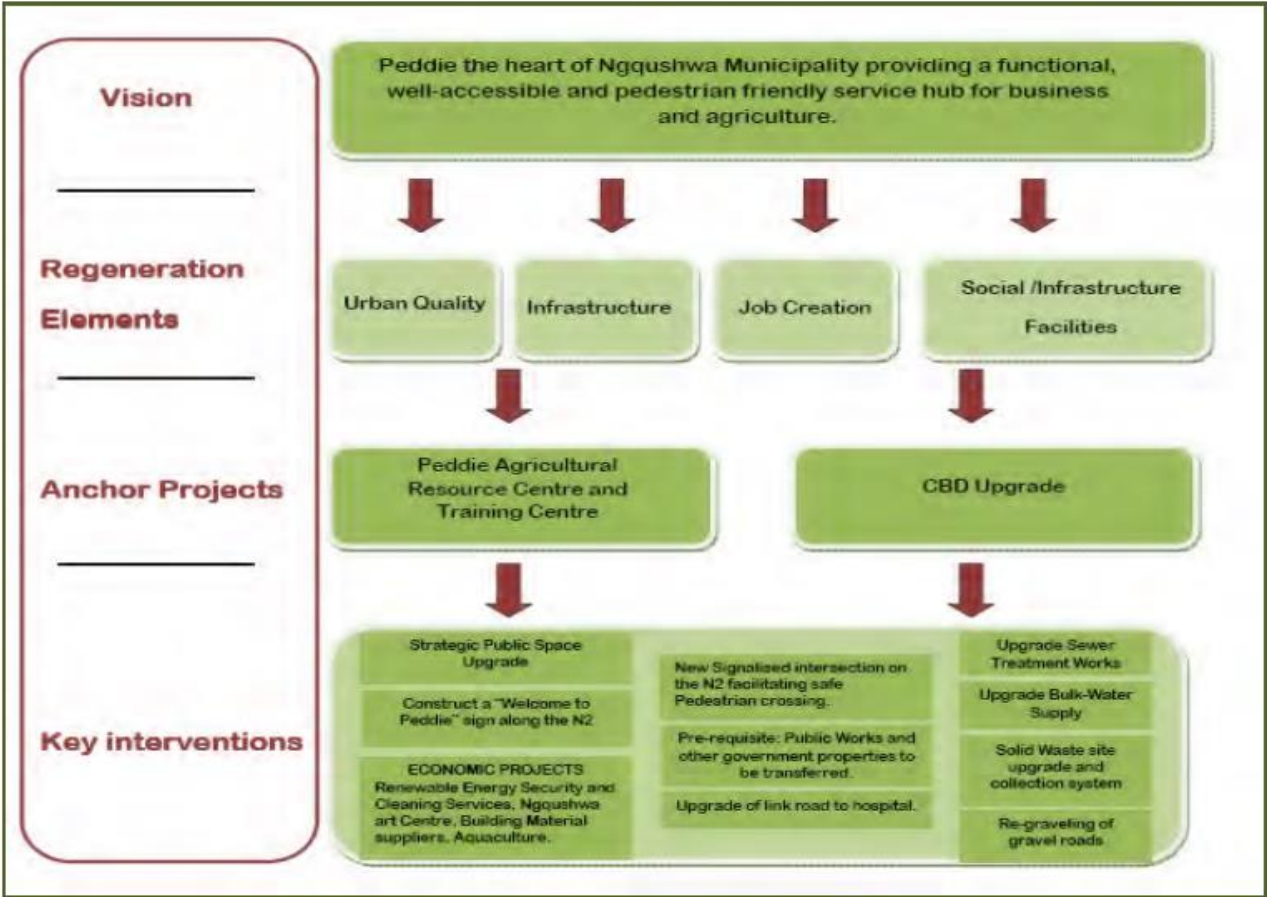 Vision
Peddie the heart of Ngqushwa Municipality providing a functional,
well-accessible and pedestrian friendly service hub for business
and agriculture.
Regeneration
Elements
Urban Quality
Infrastructure
Job Creation
Social /Infrastructure
Facilities
Anchor Projects
Peddie Agricultural
Resource Centre and
Training Centre
CBD Upgrade
Key interventions
Strategic Public Space
Upgrade
Construct a "Welcome to
Peddie" sign along the N2
ECONOMIC PROJECTS
Renewable Energy Security and
Cleaning Services, Ngqushwa
art Centre, Building Material
suppliers, Aquaculture.
New Signalised intersection on
the N2 facilitating safe
Pedestrian crossing.
Pre-requisite: Public Works and
other government properties to
be transferred.
Upgrade of link road to hospital.
Upgrade Sewer
Treatment Works
Upgrade Bulk-Water
Supply
Solid Waste site
upgrade and
collection system
Re-graveling of
gravel roads